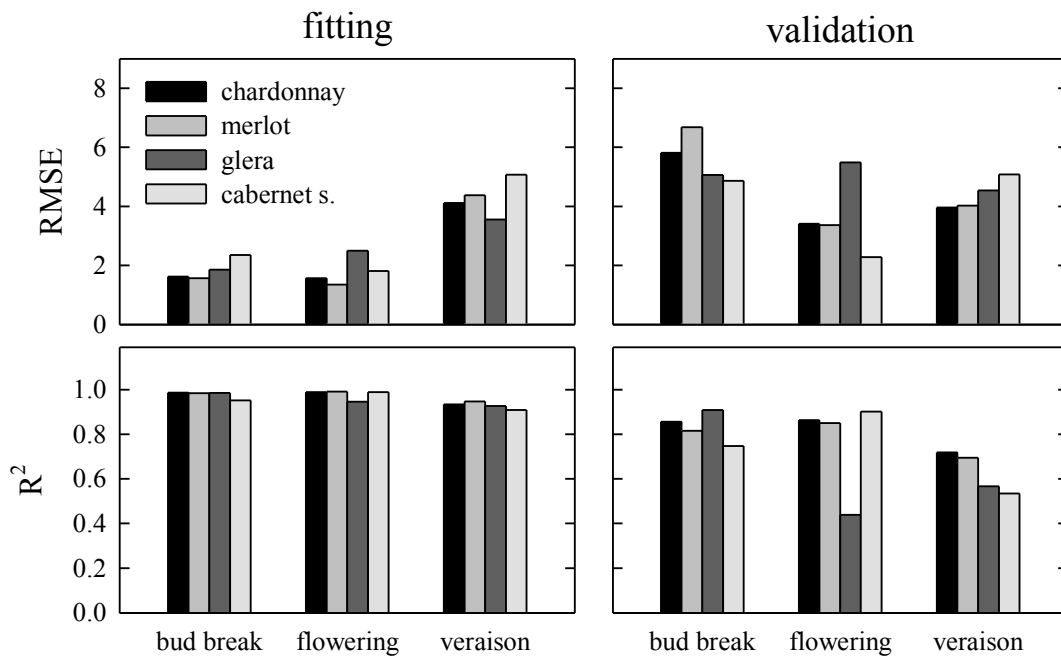 fitting
validation
8
6
4
2
0
RMSE
chardonnay
merlot
glera
cabernet s.
1.0
0.8
0.6
0.4
0.2
0.0
R²
bud break flowering veraison
bud break flowering veraison